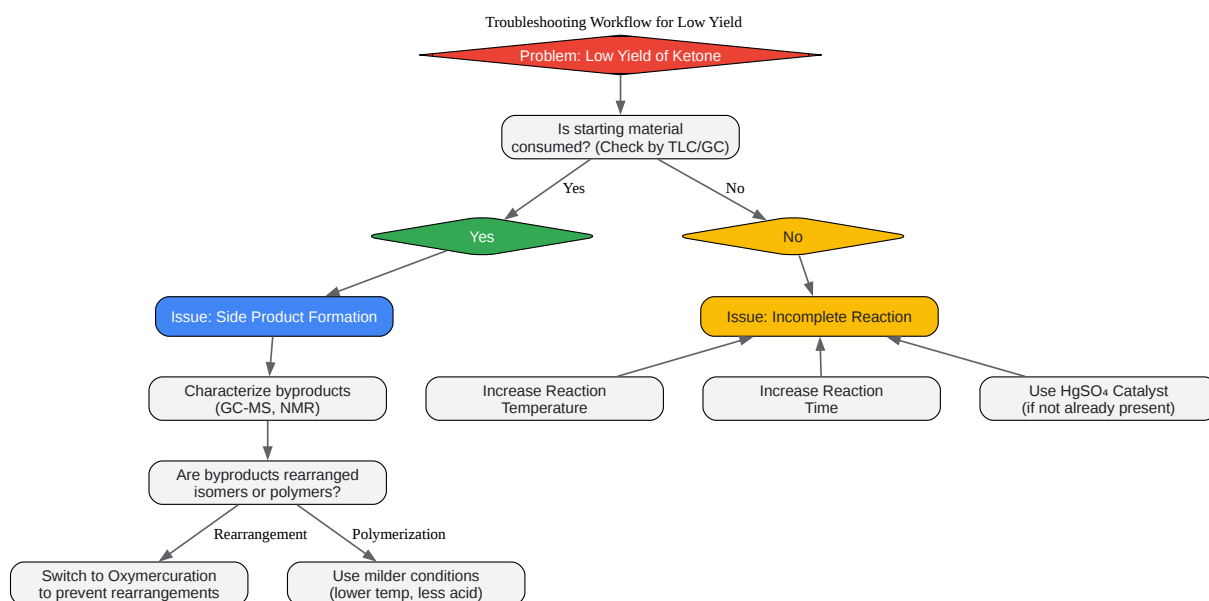 Troubleshooting Workflow for Low Yield
Problem: Low Yield of Ketone
Is starting material
consumed? (Check by TLC/GC)
Yes
No
Yes
No
Issue: Side Product Formation
Issue: Incomplete Reaction
Characterize byproducts
(GC-MS, NMR)
Increase Reaction
Temperature
Increase Reaction
Time
Use HgSO₄ Catalyst
(if not already present)
Are byproducts rearranged
isomers or polymers?
Rearrangement
Polymerization
Switch to Oxymercuration
to prevent rearrangements
Use milder conditions
(lower temp, less acid)